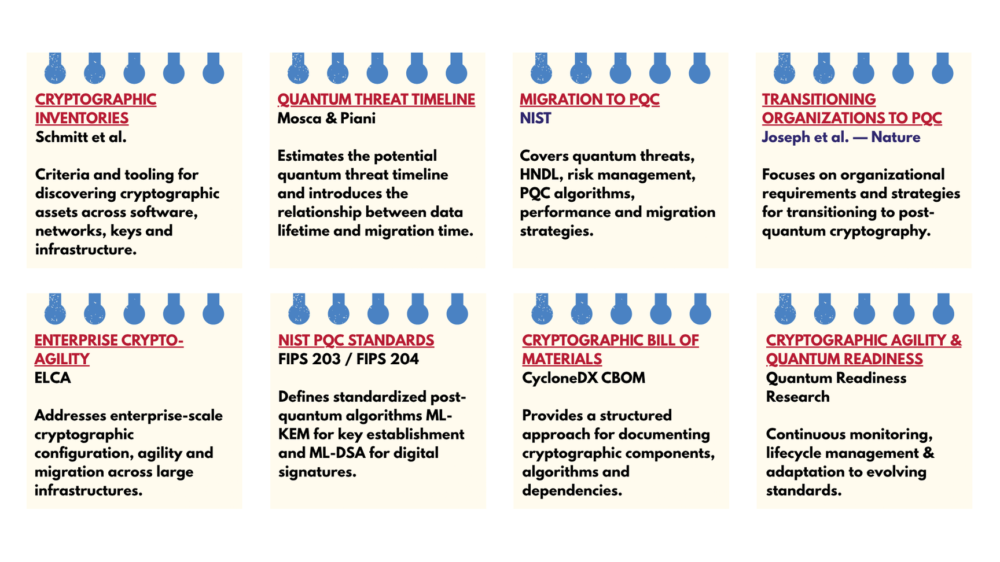 CRYPTOGRAPHIC
INVENTORIES
Schmitt et al.
Criteria and tooling for
discovering cryptographic
assets across software,
networks, keys and
infrastructure.
QUANTUM THREAT TIMELINE
Mosca & Piani
Estimates the potential
quantum threat timeline
and introduces the
relationship between data
lifetime and migration time.
MIGRATION TO PQC
NIST
Covers quantum threats,
HNDL, risk management,
PQC algorithms,
performance and migration
strategies.
TRANSITIONING
ORGANIZATIONS TO PQC
Joseph et al. — Nature
Focuses on organizational
requirements and strategies
for transitioning to post-
quantum cryptography.
ENTERPRISE CRYPTO-
AGILITY
ELCA
Addresses enterprise-scale
cryptographic
configuration, agility and
migration across large
infrastructures.
NIST PQC STANDARDS
FIPS 203 / FIPS 204
Defines standardized post-
quantum algorithms ML-
KEM for key establishment
and ML-DSA for digital
signatures.
CRYPTOGRAPHIC BILL OF
MATERIALS
CycloneDX CBOM
Provides a structured
approach for documenting
cryptographic components,
algorithms and
dependencies.
CRYPTOGRAPHIC AGILITY &
QUANTUM READINESS
Quantum Readiness
Research
Continuous monitoring,
lifecycle management &
adaptation to evolving
standards.